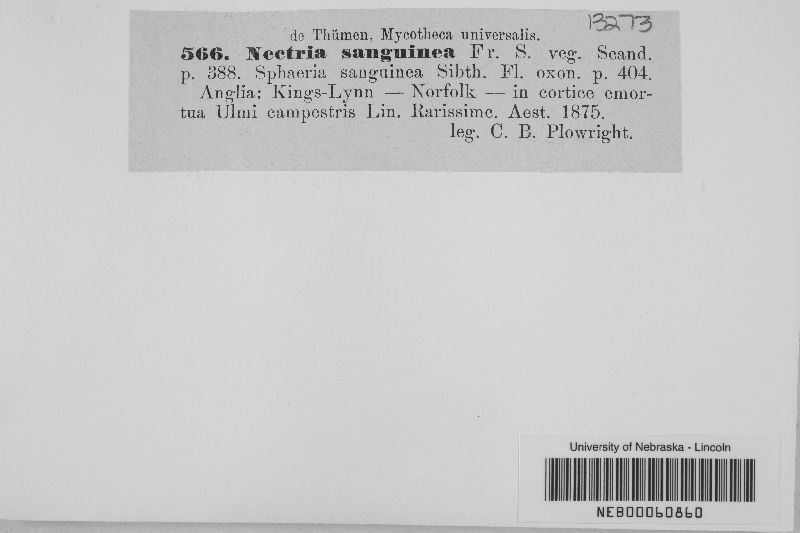 13273
de Thümen, Mycotheca universalis.
566. Nectria sanguinea Fr. S. veg. Scand.
p. 388. Sphaeria sanguinea Sibth. Fl. oxon. p. 404.
Anglia: Kings-Lynn — Norfolk — in cortice emor-
tua Ulmi campestris Lin. Rarissime. Aest. 1875.
leg. C. B. Plowright.
University of Nebraska - Lincoln
NEB00060860